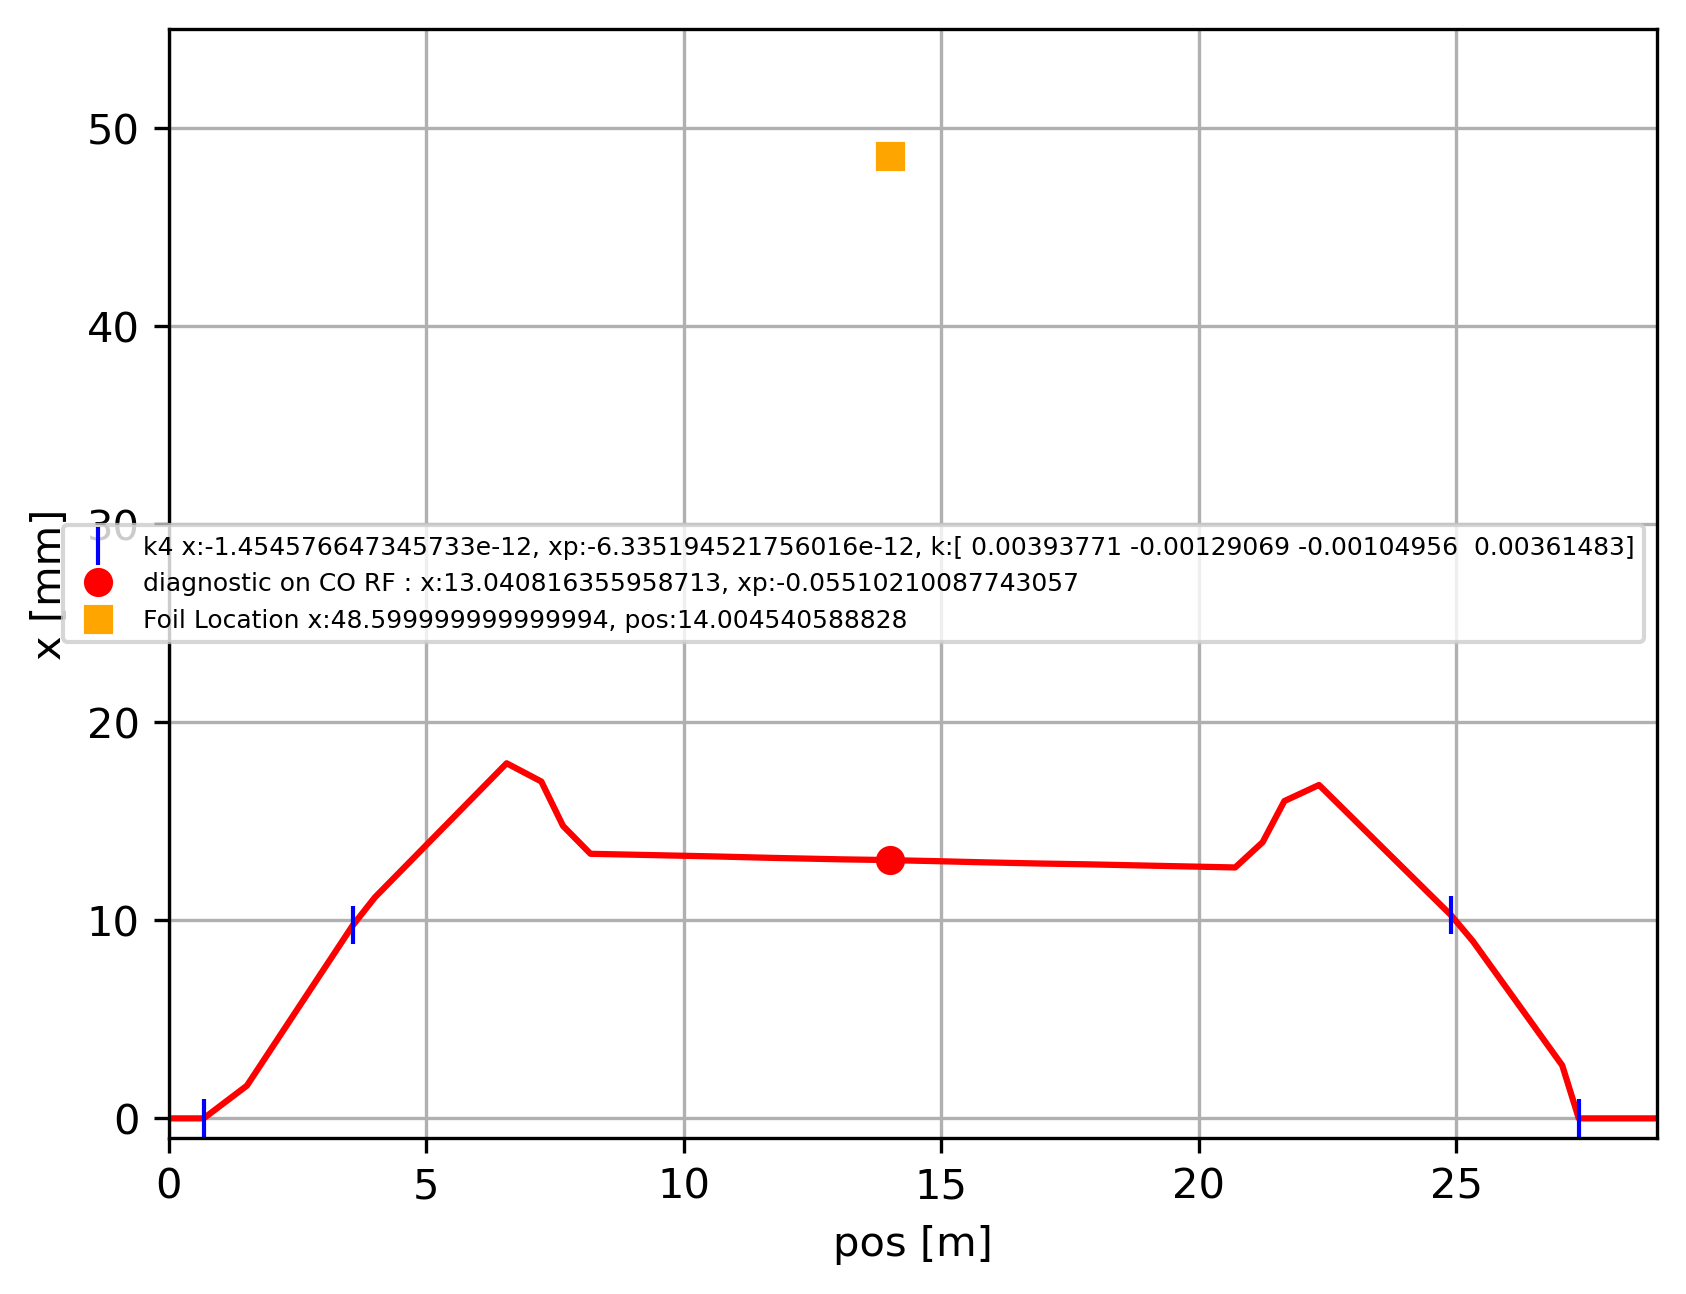 50
40
30
k4 x:-1.454576647345733e-12, xp:-6.335194521756016e-12, k:[ 0.00393771 -0.00129069 -0.00104956  0.00361483]
diagnostic on CO RF : x:13.040816355958713, xp:-0.05510210087743057
Foil Location x:48.599999999999994, pos:14.004540588828
x [mm]
20
10
0
0 5 10 15 20 25
pos [m]